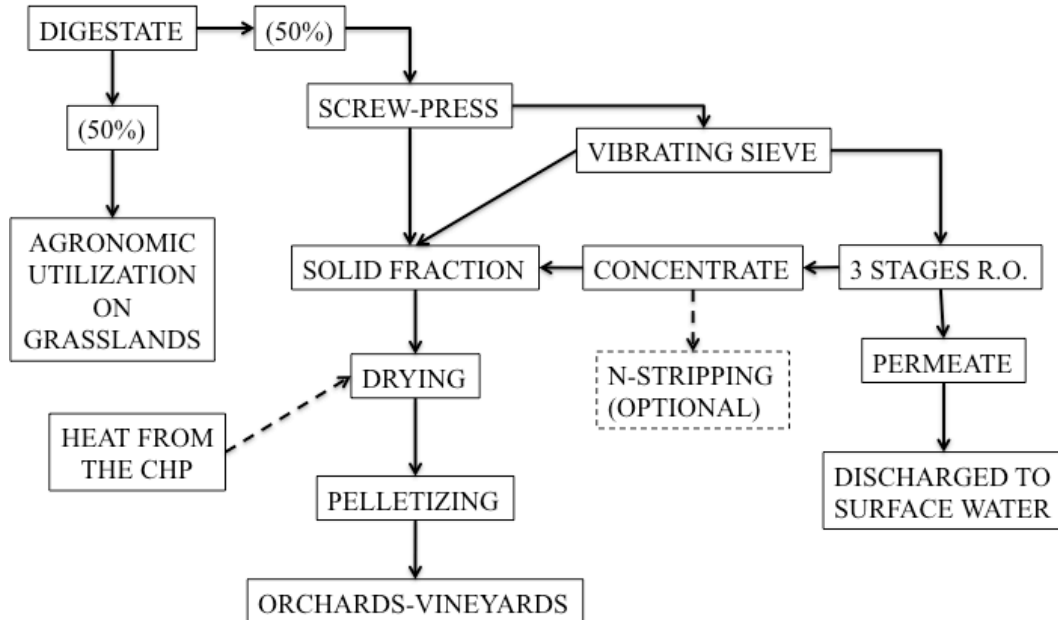 DIGESTATE
(50%)
(50%)
SCREW-PRESS
VIBRATING SIEVE
AGRONOMIC
UTILIZATION
ON
GRASSLANDS
SOLID FRACTION
CONCENTRATE
3 STAGES R.O.
DRYING
N-STRIPPING
(OPTIONAL)
PERMEATE
HEAT FROM
THE CHP
PELLETIZING
DISCHARGED TO
SURFACE WATER
ORCHARDS-VINEYARDS